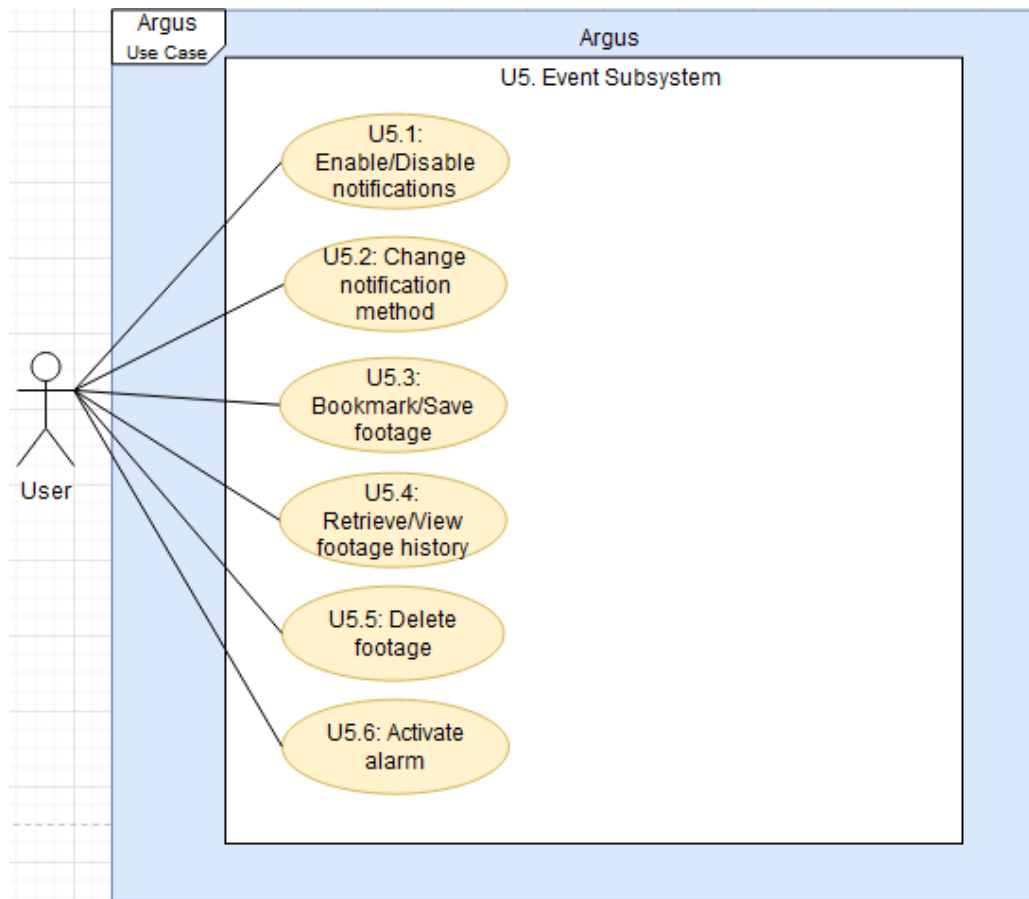 Argus
Use Case
Argus
U5. Event Subsystem
U5.1:
Enable/Disable
notifications
U5.2: Change
notification
method
U5.3:
Bookmark/Save
footage
U5.4:
Retrieve/View
footage history
U5.5: Delete
footage
U5.6: Activate
alarm
User